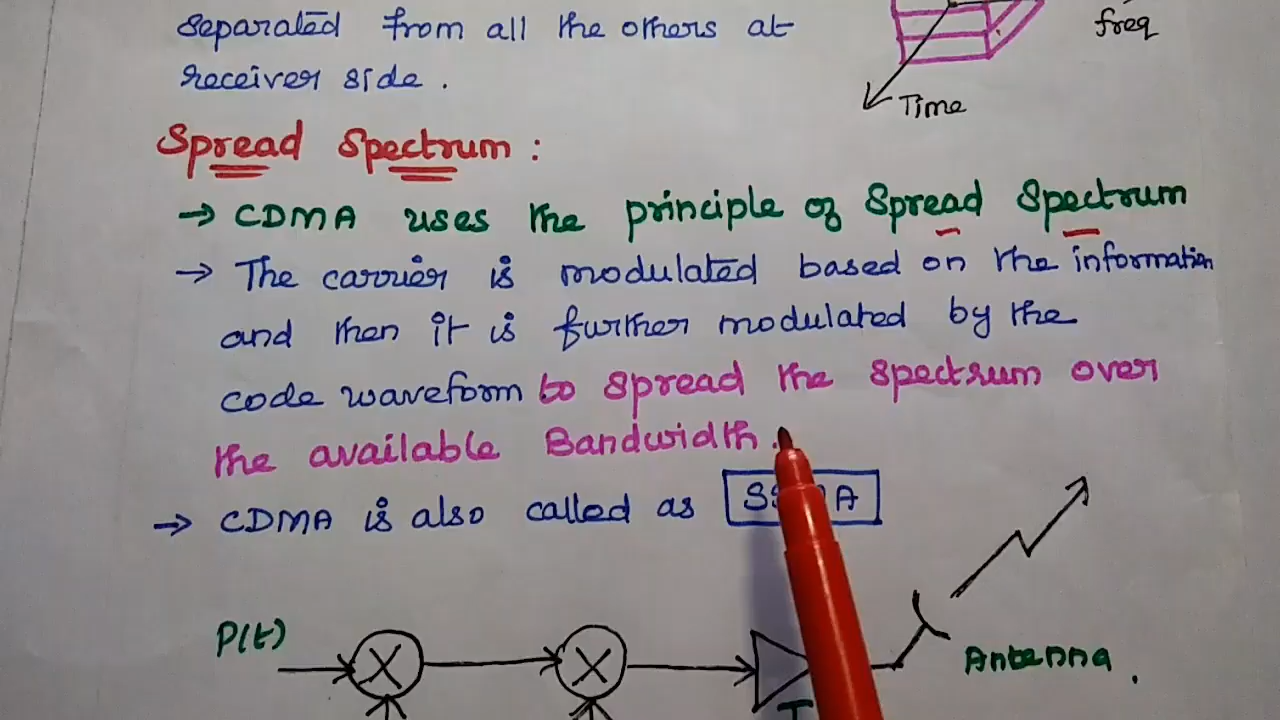 separated from all the others at
receiver side.
freq
Time
Spread Spectrum :
→ CDMA uses the principle of Spread Spectrum
→ The carrier is modulated based on the information
and then it is further modulated by the
code waveform to spread the spectrum over
the available Bandwidth.
→ CDMA is also called as
P(t)
X X
Antenna.